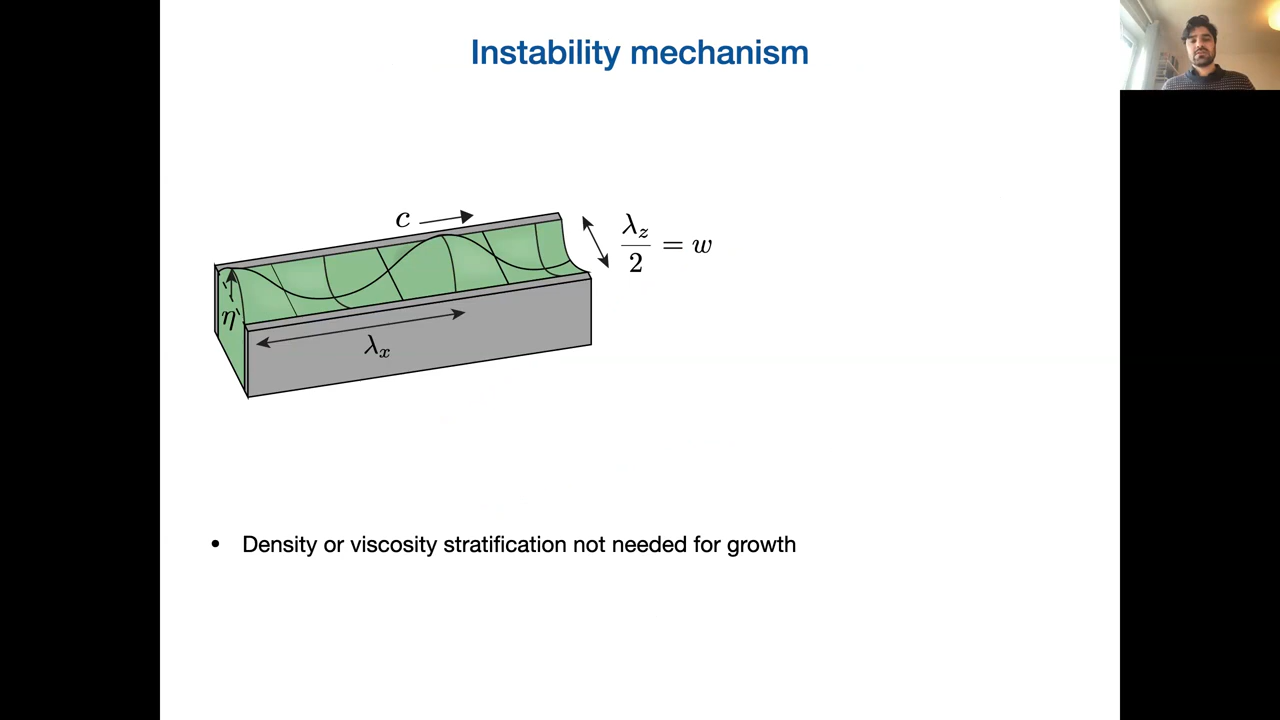 Instability mechanism
c
λz/2 = w
η'
λx
• Density or viscosity stratification not needed for growth